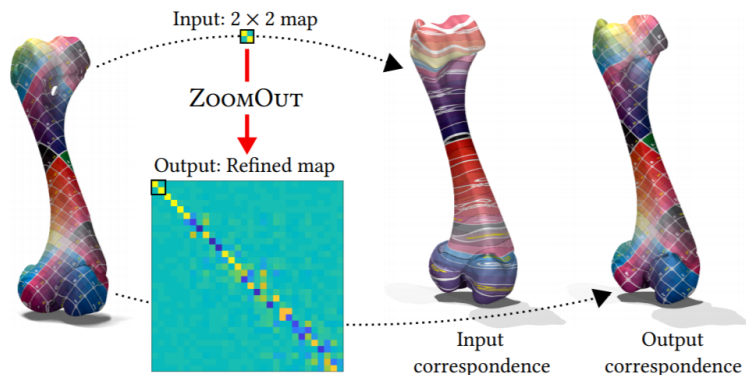 Input: 2 × 2 map
ZOOMOUT
Output: Refined map
Input
correspondence
Output
correspondence